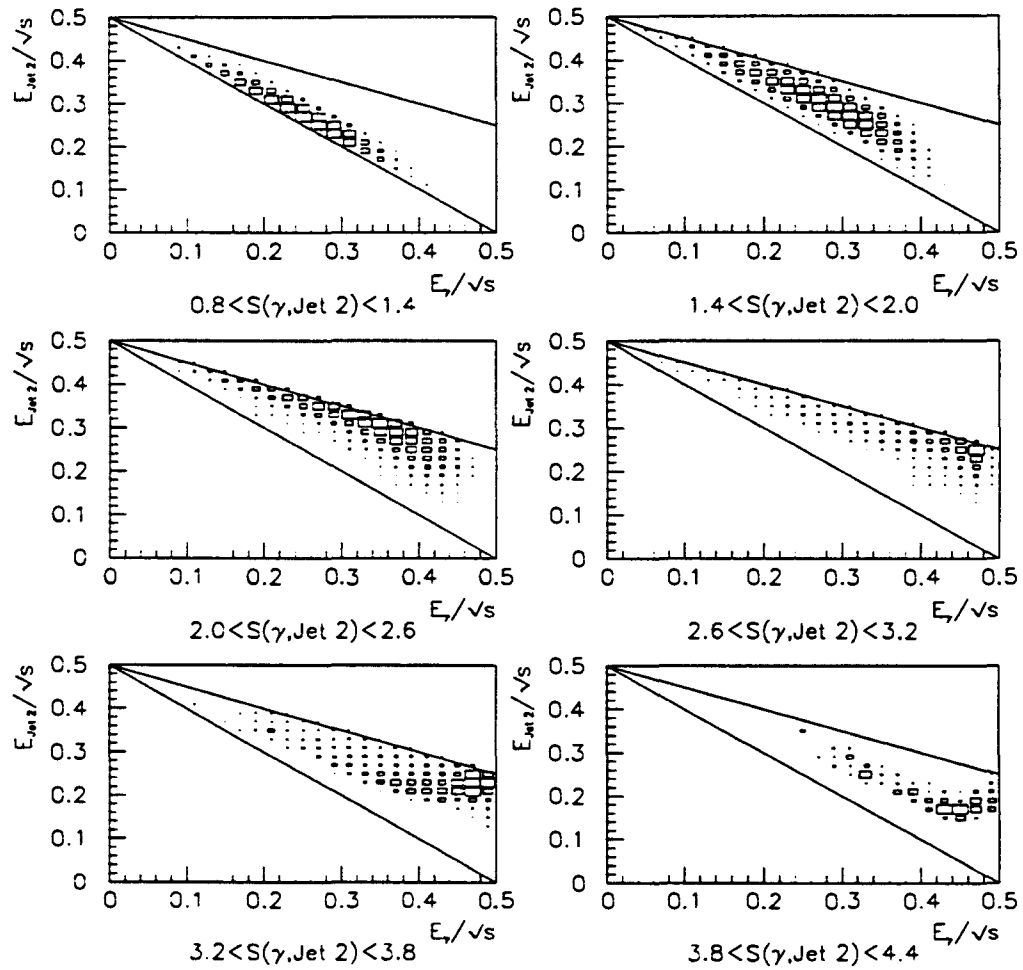 0.5 0.4 0.3 0.2 0.1 0
E_Jet 2/√s
0 0.1 0.2 0.3 0.4 0.5
E_γ/√s
0.8<S(γ,Jet 2)<1.4
0.5 0.4 0.3 0.2 0.1 0
E_Jet 2/√s
0 0.1 0.2 0.3 0.4 0.5
E_γ/√s
1.4<S(γ,Jet 2)<2.0
0.5 0.4 0.3 0.2 0.1 0
E_Jet 2/√s
0 0.1 0.2 0.3 0.4 0.5
E_γ/√s
2.0<S(γ,Jet 2)<2.6
0.5 0.4 0.3 0.2 0.1 0
E_Jet 2/√s
0 0.1 0.2 0.3 0.4 0.5
E_γ/√s
2.6<S(γ,Jet 2)<3.2
0.5 0.4 0.3 0.2 0.1 0
E_Jet 2/√s
0 0.1 0.2 0.3 0.4 0.5
E_γ/√s
3.2<S(γ,Jet 2)<3.8
0.5 0.4 0.3 0.2 0.1 0
E_Jet 2/√s
0 0.1 0.2 0.3 0.4 0.5
E_γ/√s
3.8<S(γ,Jet 2)<4.4